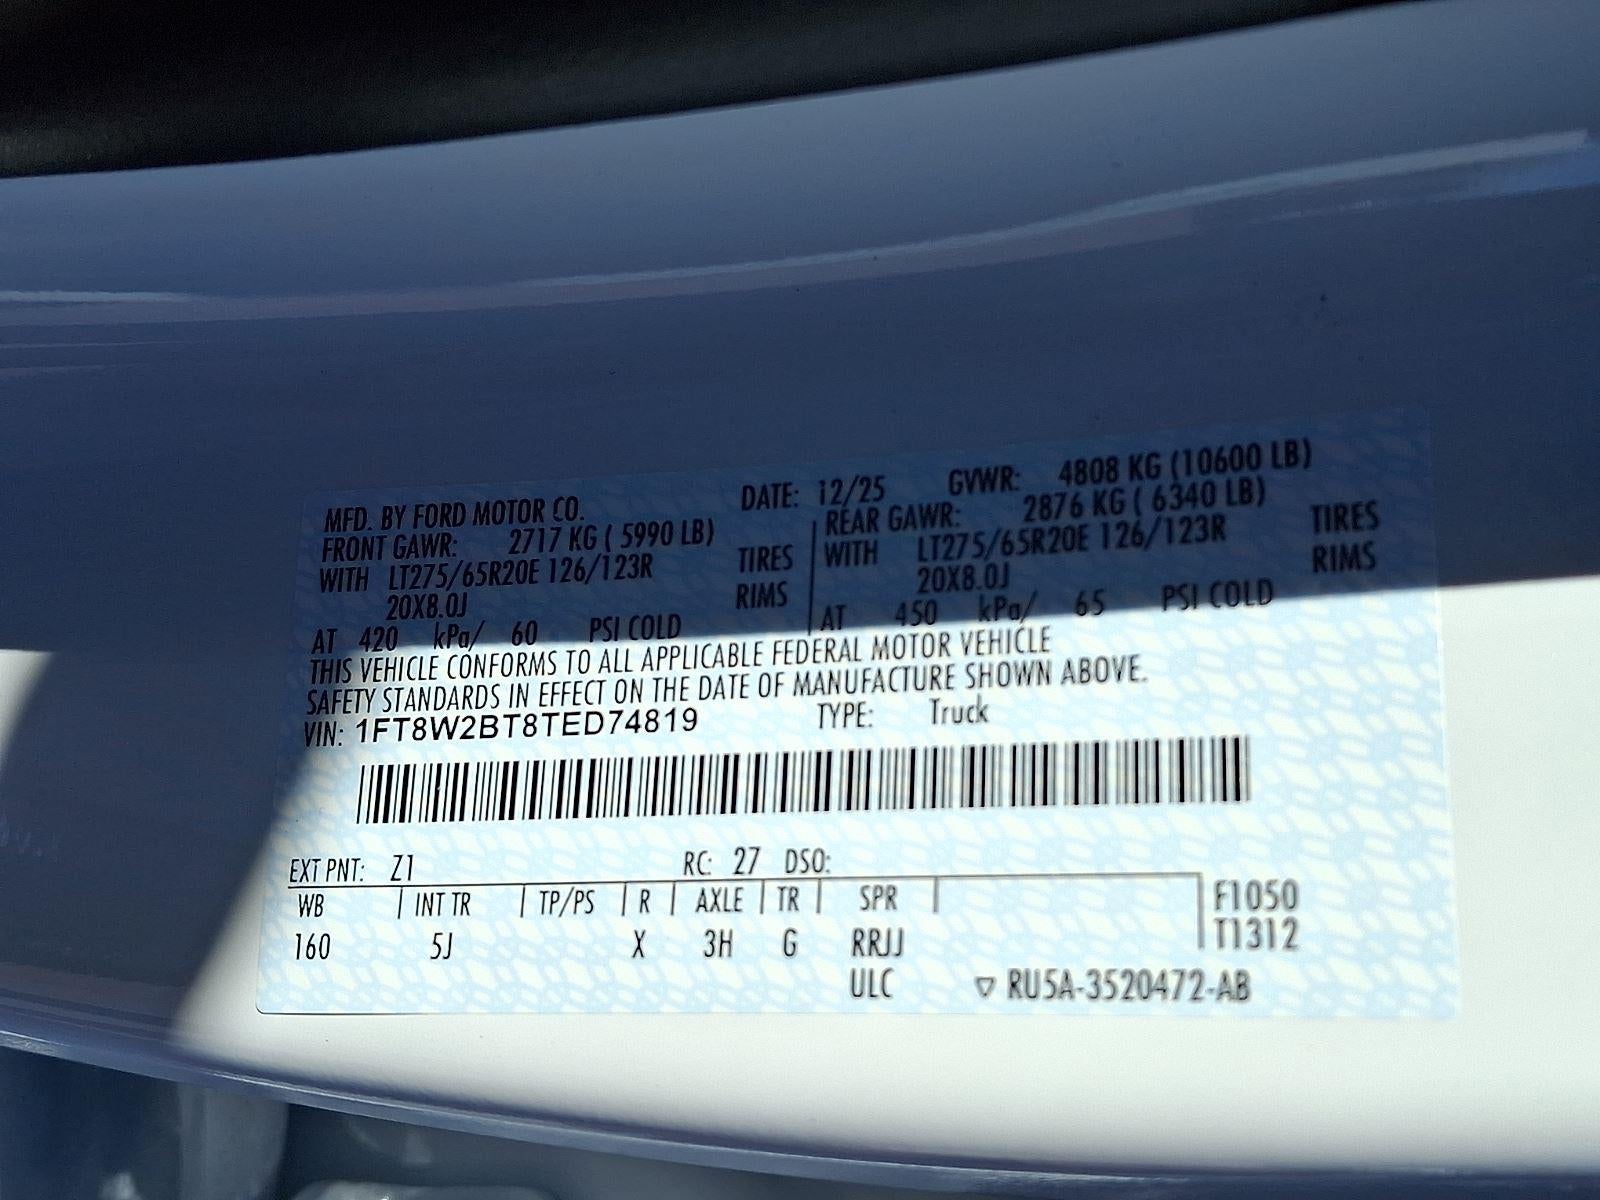 MFD. BY FORD MOTOR CO. DATE: 12/25 GVWR: 4808 KG (10600 LB)
FRONT GAWR: 2717 KG ( 5990 LB) REAR GAWR: 2876 KG ( 6340 LB)
WITH LT275/65R20E 126/123R TIRES WITH LT275/65R20E 126/123R TIRES
20X8.0J RIMS 20X8.0J RIMS
AT 420 kPa/ 60 PSI COLD AT 450 kPa/ 65 PSI COLD
THIS VEHICLE CONFORMS TO ALL APPLICABLE FEDERAL MOTOR VEHICLE
SAFETY STANDARDS IN EFFECT ON THE DATE OF MANUFACTURE SHOWN ABOVE.
VIN: 1FT8W2BT8TED74819 TYPE: Truck
EXT PNT: Z1 RC: 27 DSO:
WB INT TR TP/PS R AXLE TR SPR F1050
160 5J X 3H G RRJJ T1312
ULC ▽ RU5A-3520472-AB